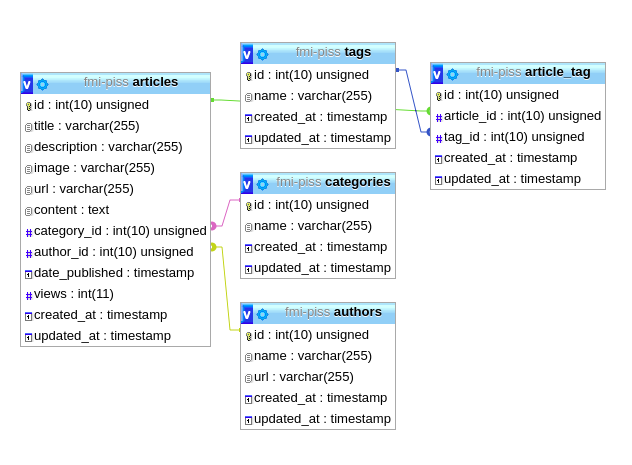 fmi-piss articles
id : int(10) unsigned
title : varchar(255)
description : varchar(255)
image : varchar(255)
url : varchar(255)
content : text
category_id : int(10) unsigned
author_id : int(10) unsigned
date_published : timestamp
views : int(11)
created_at : timestamp
updated_at : timestamp
fmi-piss tags
id : int(10) unsigned
name : varchar(255)
created_at : timestamp
updated_at : timestamp
fmi-piss categories
id : int(10) unsigned
name : varchar(255)
created_at : timestamp
updated_at : timestamp
fmi-piss authors
id : int(10) unsigned
name : varchar(255)
url : varchar(255)
created_at : timestamp
updated_at : timestamp
fmi-piss article_tag
id : int(10) unsigned
article_id : int(10) unsigned
tag_id : int(10) unsigned
created_at : timestamp
updated_at : timestamp